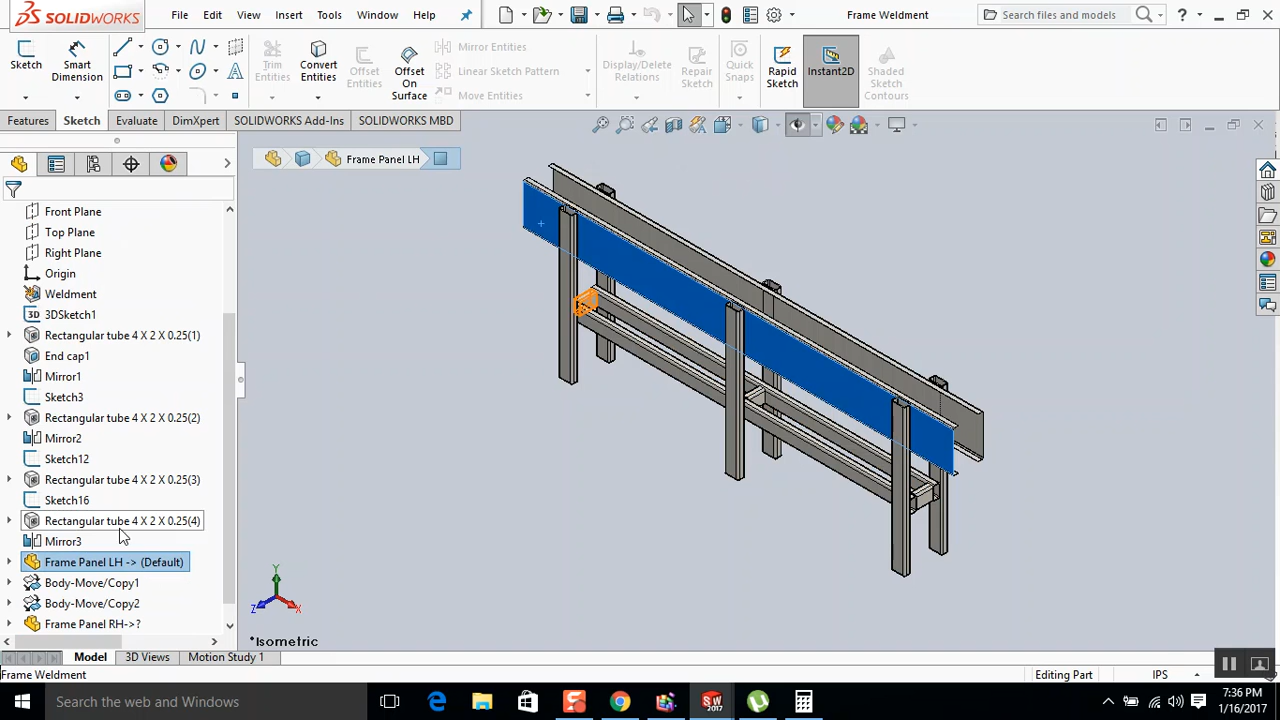 SOLIDWORKS File Edit View Insert Tools Window Help Frame Weldment Search files and models ?
Sketch Smart Dimension Trim Entities Convert Entities Offset Entities Offset On Surface Mirror Entities Linear Sketch Pattern Move Entities Display/Delete Relations Repair Sketch Quick Snaps Rapid Sketch Instant2D Shaded Sketch Contours
Features Sketch Evaluate DimXpert SOLIDWORKS Add-Ins SOLIDWORKS MBD
Frame Panel LH
Front Plane
Top Plane
Right Plane
Origin
Weldment
3D 3DSketch1
Rectangular tube 4 X 2 X 0.25(1)
End cap1
Mirror1
Sketch3
Rectangular tube 4 X 2 X 0.25(2)
Mirror2
Sketch12
Rectangular tube 4 X 2 X 0.25(3)
Sketch16
Rectangular tube 4 X 2 X 0.25(4)
Mirror3
Frame Panel LH -> (Default)
Body-Move/Copy1
Body-Move/Copy2
Frame Panel RH->?
Y
Z
X
*Isometric
Model 3D Views Motion Study 1
Frame Weldment Editing Part IPS
Search the web and Windows
SW 2017
7:36 PM
1/16/2017